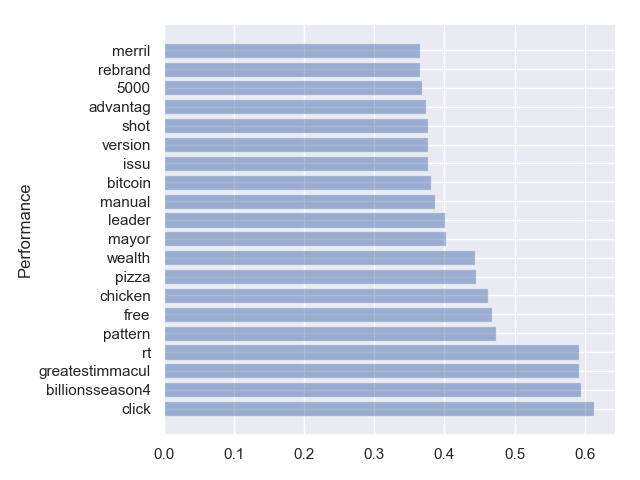 merril
rebrand
5000
advantag
shot
version
issu
bitcoin
manual
leader
mayor
wealth
pizza
chicken
free
pattern
rt
greatestimmacul
billionsseason4
click
Performance
0.0 0.1 0.2 0.3 0.4 0.5 0.6